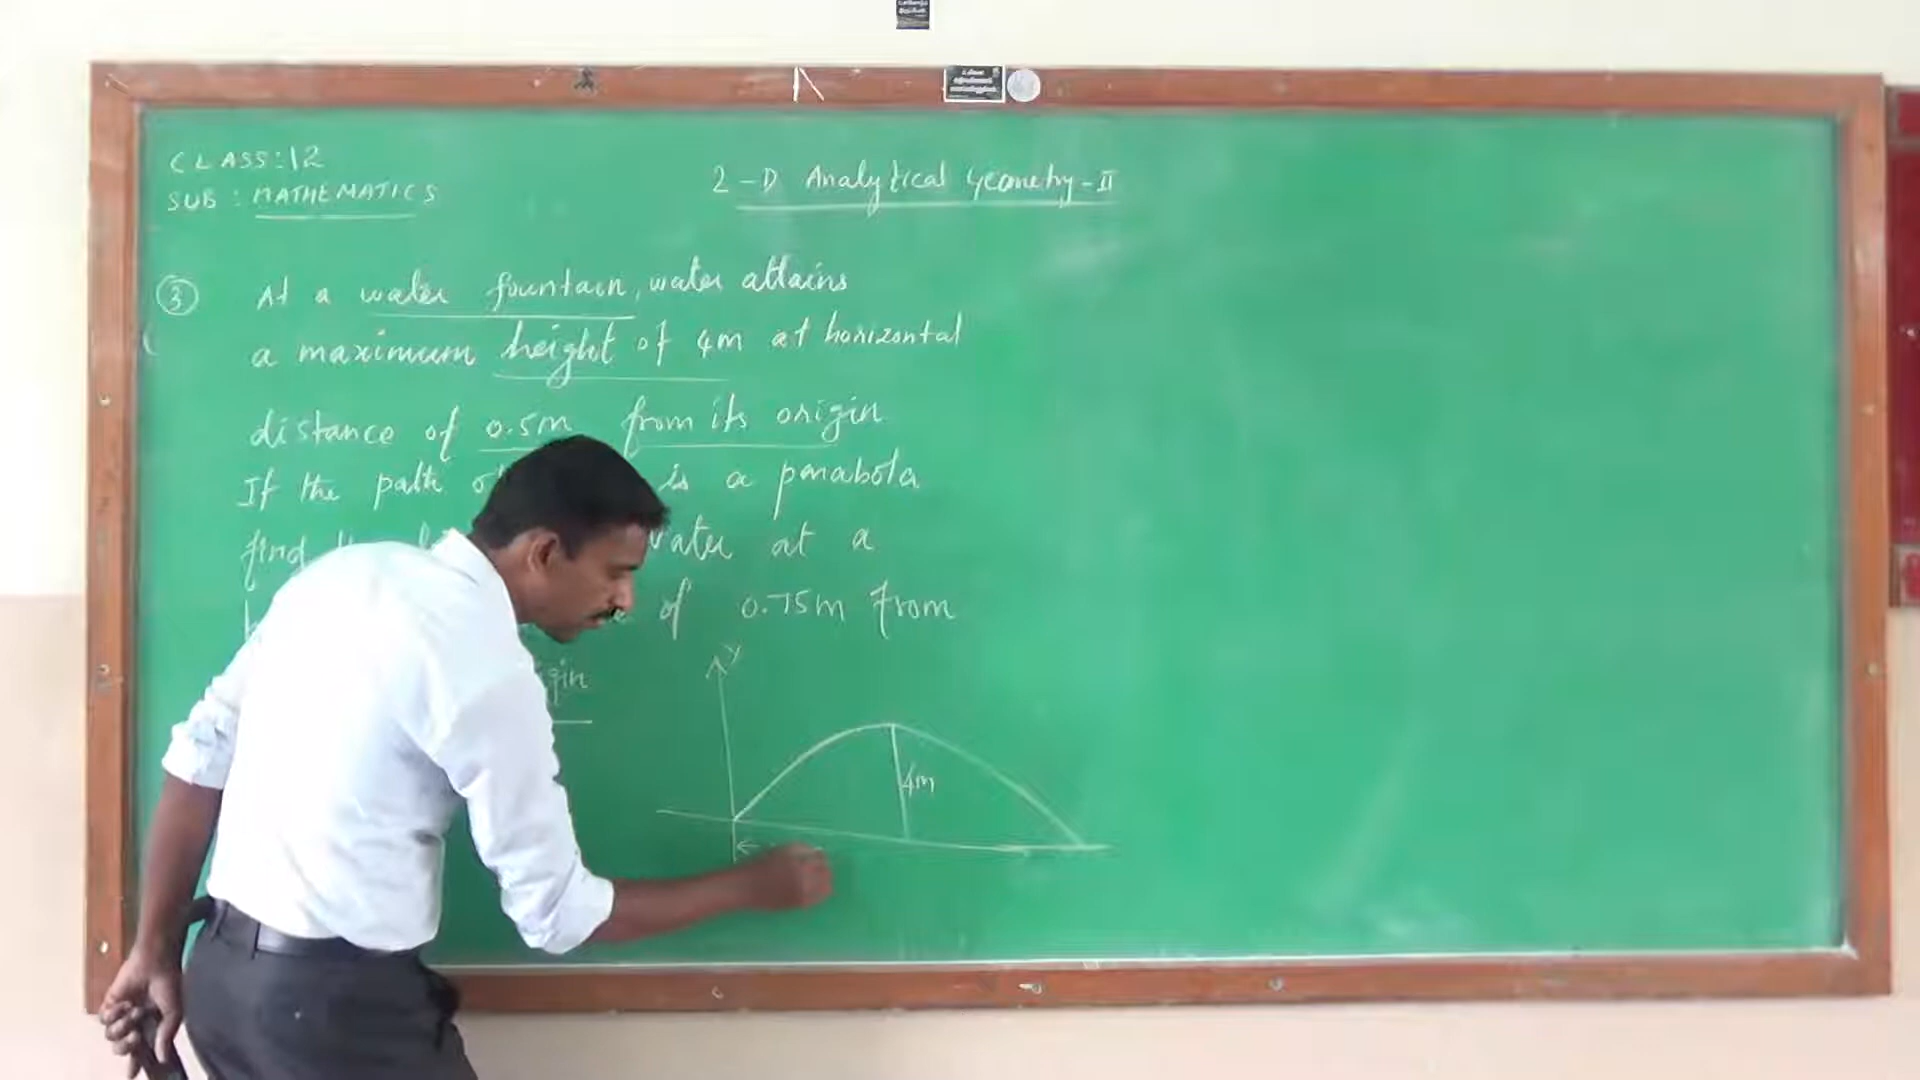 CLASS:12
SUB : MATHEMATICS
2-D Analytical Geometry-II
3 At a water fountain, water attains
a maximum height of 4m at horizontal
distance of 0.5m from its origin
If the path is a parabola
find water at a
of 0.75m from
Y
4m